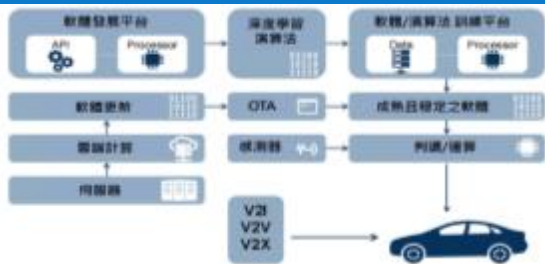 軟體發展平台
API
Processor
深度學習
演算法
軟體/演算法 訓練平台
Data
Processor
軟體更新
OTA
成熟且穩定之軟體
雲端計算
感測器
判讀/運算
伺服器
V2I
V2V
V2X